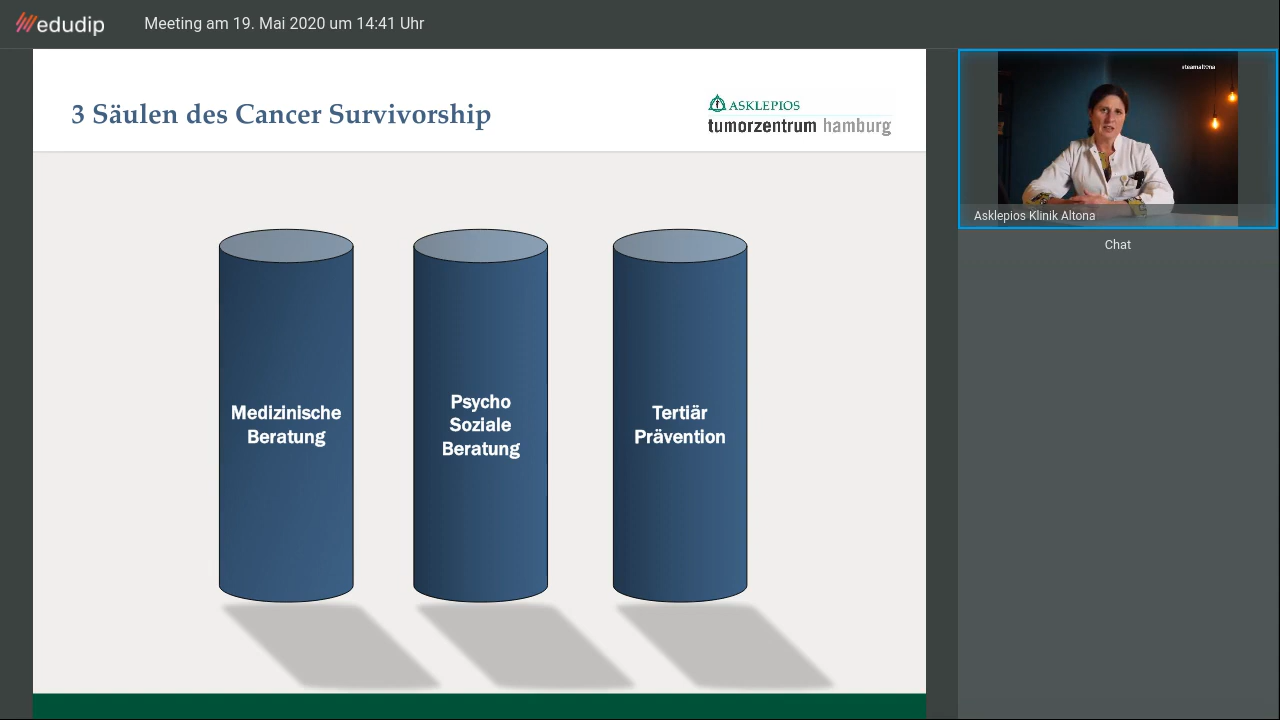 edudip
Meeting am 19. Mai 2020 um 14:41 Uhr
3 Säulen des Cancer Survivorship
ASKLEPIOS
tumorzentrum hamburg
Medizinische
Beratung
Psycho
Soziale
Beratung
Tertiär
Prävention
#teamaltona
Asklepios Klinik Altona
Chat